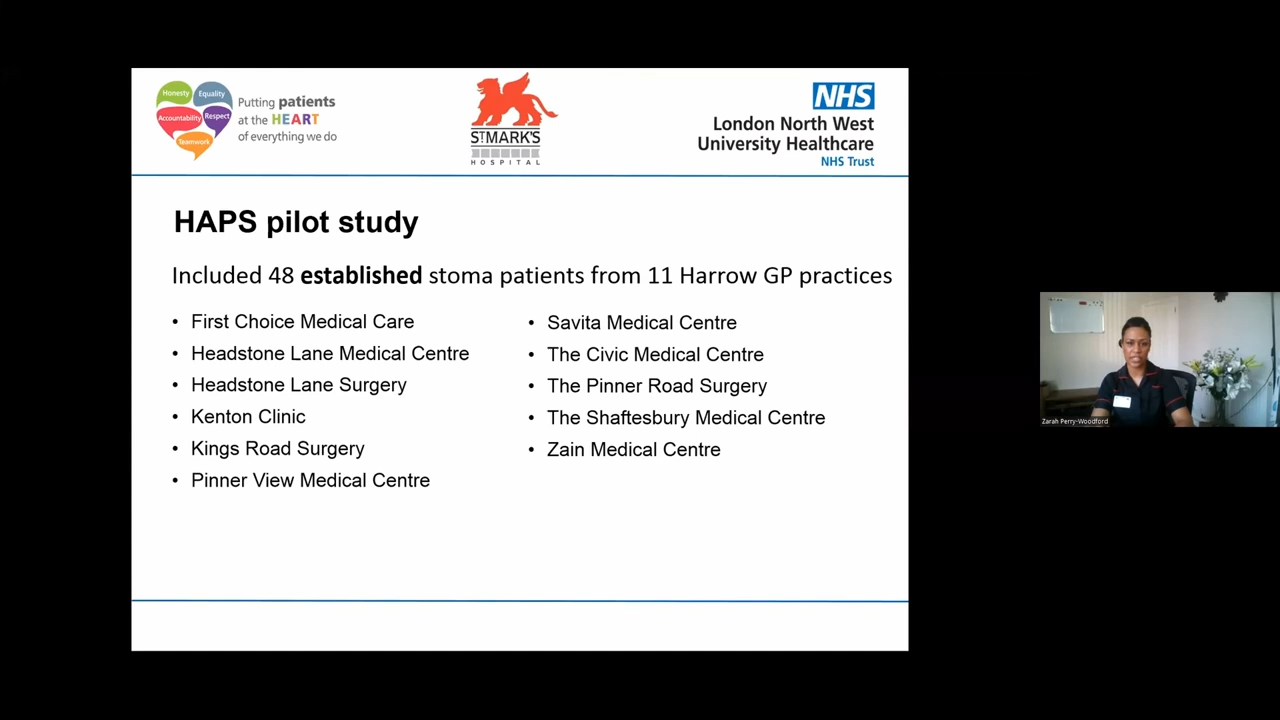 Honesty
Equality
Accountability
Respect
Teamwork
Putting patients
at the HEART
of everything we do
ST MARK'S
HOSPITAL
NHS
London North West
University Healthcare
NHS Trust
HAPS pilot study
Included 48 established stoma patients from 11 Harrow GP practices
• First Choice Medical Care
• Headstone Lane Medical Centre
• Headstone Lane Surgery
• Kenton Clinic
• Kings Road Surgery
• Pinner View Medical Centre
• Savita Medical Centre
• The Civic Medical Centre
• The Pinner Road Surgery
• The Shaftesbury Medical Centre
• Zain Medical Centre
Zarah Perry-Woodford